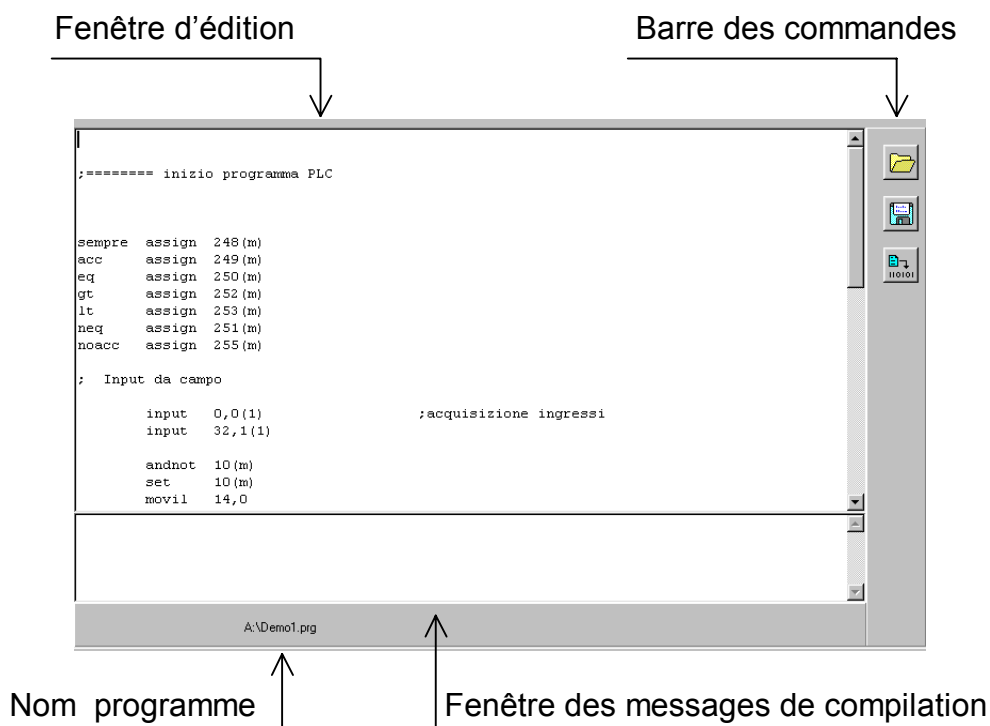 Fenêtre d’édition
Barre des commandes
;======== inizio programma PLC
sempre assign 248(m)
acc assign 249(m)
eq assign 250(m)
gt assign 252(m)
lt assign 253(m)
neq assign 251(m)
noacc assign 255(m)
; Input da campo
input 0,0(1) ;acquisizione ingressi
input 32,1(1)
andnot 10(m)
set 10(m)
movil 14,0
110101
A:\Demo1.prg
Nom programme
Fenêtre des messages de compilation